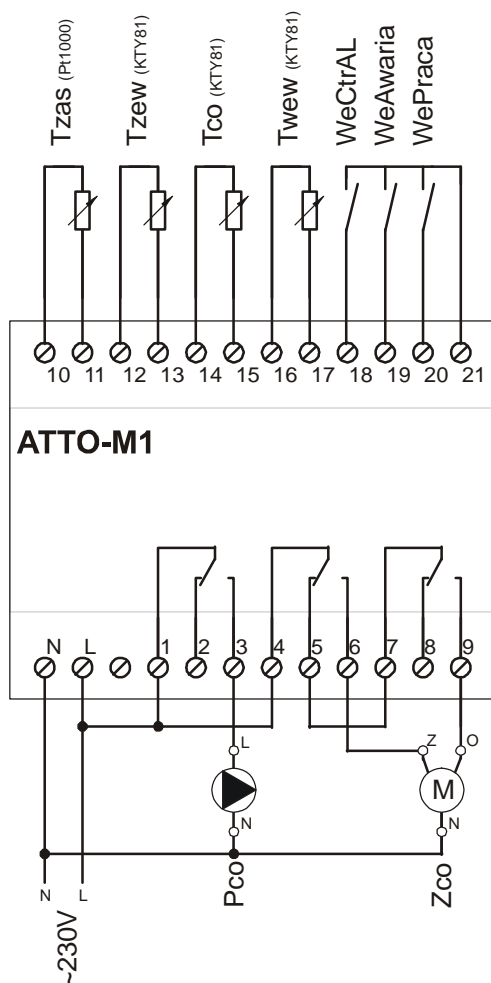 Tzas (Pt1000)
Tzew (KTY81)
Tco (KTY81)
Twew (KTY81)
WeCtrAL
WeAwaria
WePraca
10 11 12 13 14 15 16 17 18 19 20 21
ATTO-M1
N L 1 2 3 4 5 6 7 8 9
L
Z O
M
N
N
N L
~230V
Pco
Zco